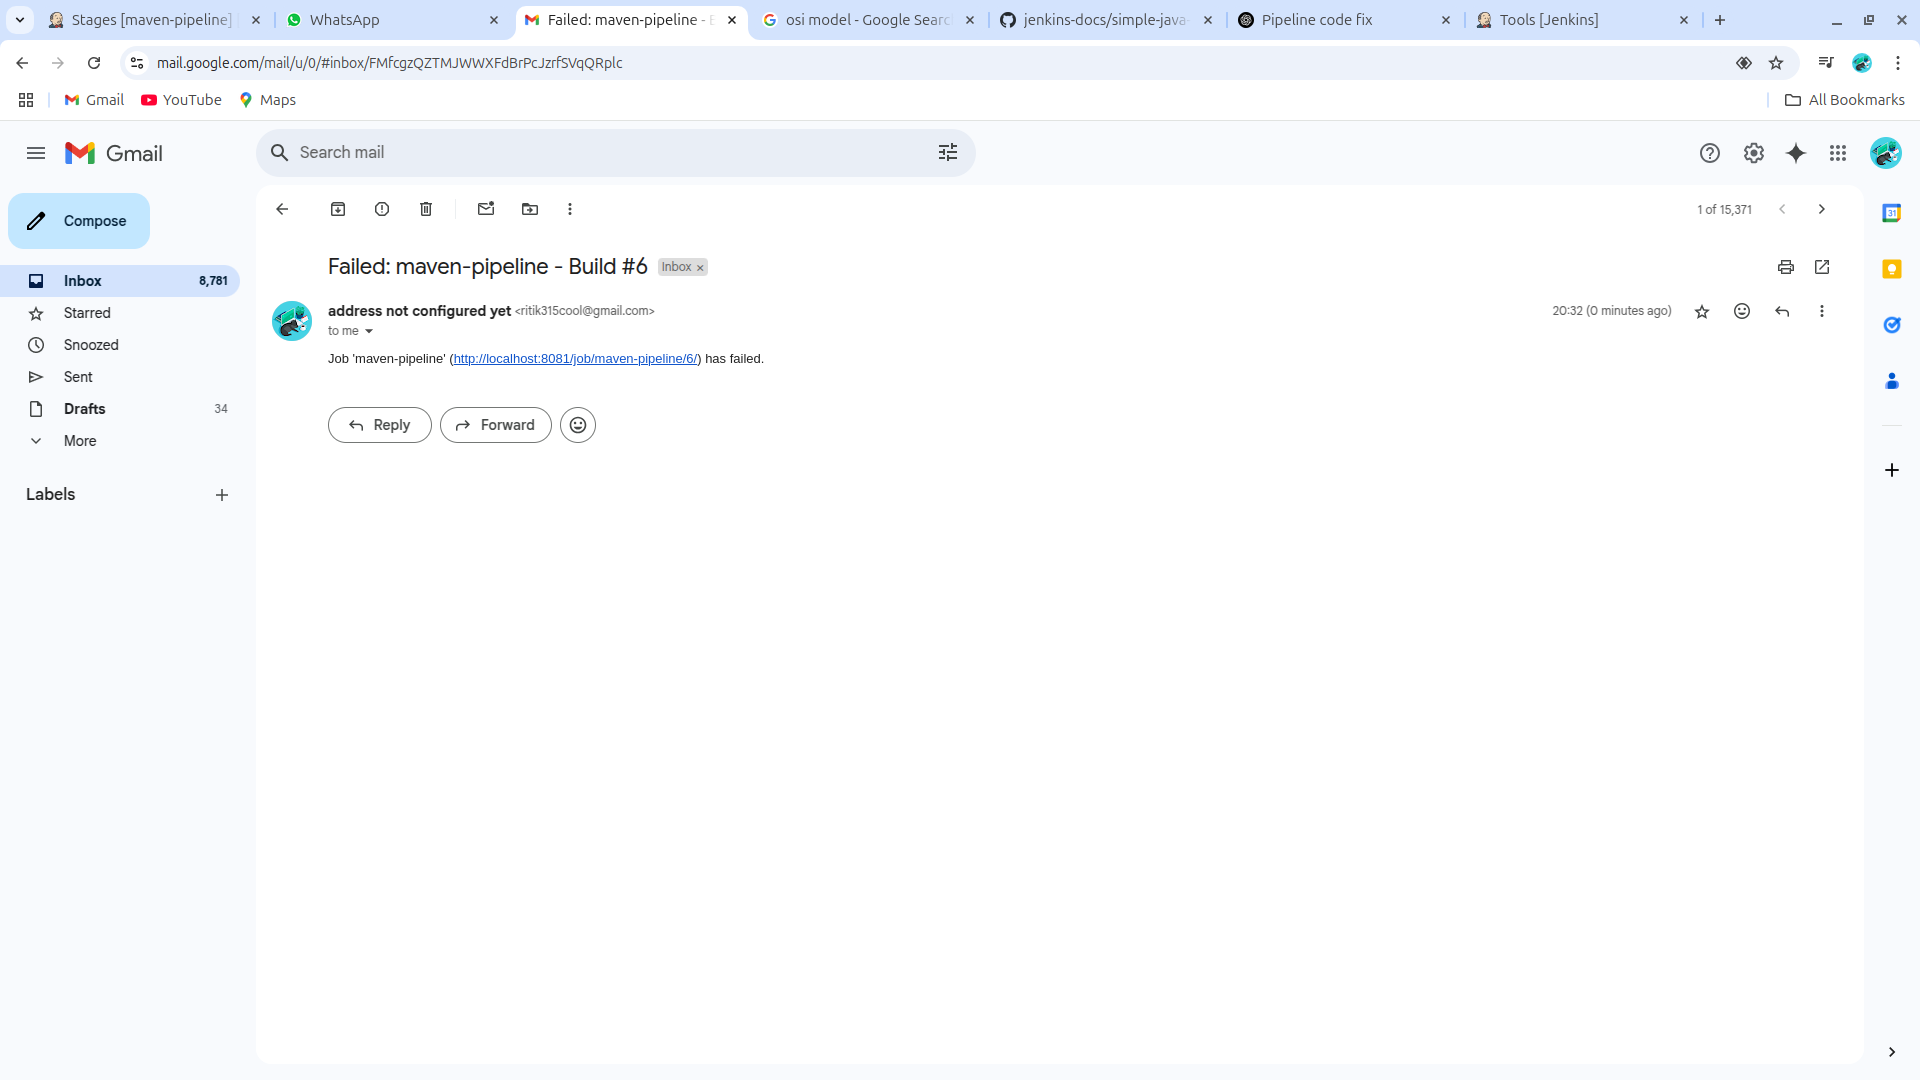 Stages [maven-pipeline]
WhatsApp
Failed: maven-pipeline - B
osi model - Google Search
jenkins-docs/simple-java-
Pipeline code fix
Tools [Jenkins]
mail.google.com/mail/u/0/#inbox/FMfcgzQZTMJWWXFdBrPcJzrfSVqQRplc
Gmail
YouTube
Maps
All Bookmarks
Gmail
Search mail
Compose
1 of 15,371
31
Failed: maven-pipeline - Build #6
Inbox ×
Inbox 8,781
Starred
Snoozed
Sent
Drafts 34
More
Labels
address not configured yet <ritik315cool@gmail.com>
20:32 (0 minutes ago)
to me
Job 'maven-pipeline' (http://localhost:8081/job/maven-pipeline/6/) has failed.
Reply
Forward